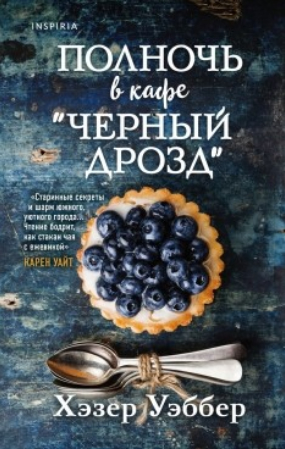 INSPIRIA
ПОЛНОЧЬ
в кафе
"ЧЕРНЫЙ
ДРОЗД"
«Старинные секреты
и шарм южного,
уютного города...
Чтение бодрит,
как стакан чая
с ежевикой»
КАРЕН УАЙТ
Хэзер Уэббер